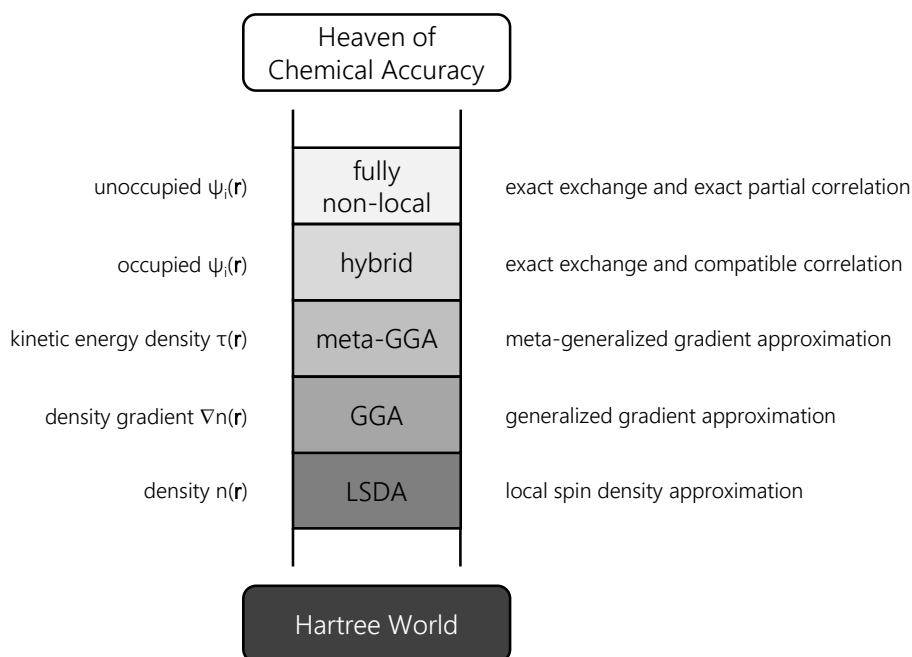 Heaven of
Chemical Accuracy
unoccupied ψi(r)
fully
non-local
exact exchange and exact partial correlation
occupied ψi(r)
hybrid
exact exchange and compatible correlation
kinetic energy density τ(r)
meta-GGA
meta-generalized gradient approximation
density gradient ∇n(r)
GGA
generalized gradient approximation
density n(r)
LSDA
local spin density approximation
Hartree World